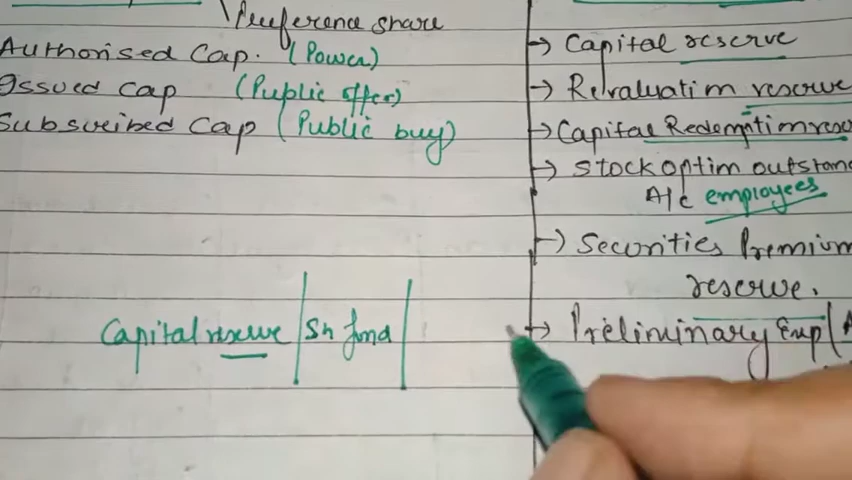 Preference share
Authorised Cap. (Power)
Issued Cap (Public offer)
Subscribed Cap (Public buy)
Capital reserve | Sh fund |
→ Capital reserve
→ Revaluation reserve
→ Capital Redemption
→ Stock option outstand
A/c employees
→ Securities Premium
reserve.
→ Preliminary Exp (